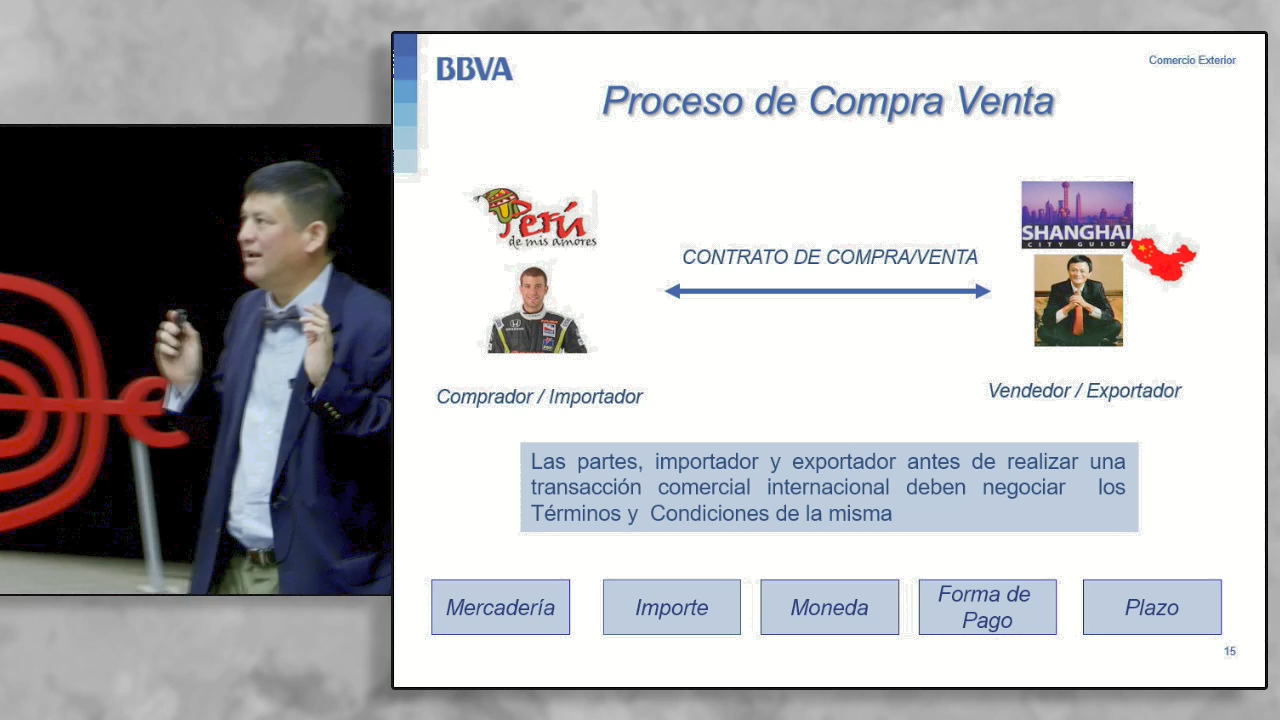 BBVA
Comercio Exterior
Proceso de Compra Venta
Perú
de mis amores
SHANGHAI
CITY GUIDE
CONTRATO DE COMPRA/VENTA
Comprador / Importador
Vendedor / Exportador
Las partes, importador y exportador antes de realizar una
transacción comercial internacional deben negociar los
Términos y Condiciones de la misma
Mercadería
Importe
Moneda
Forma de
Pago
Plazo
15